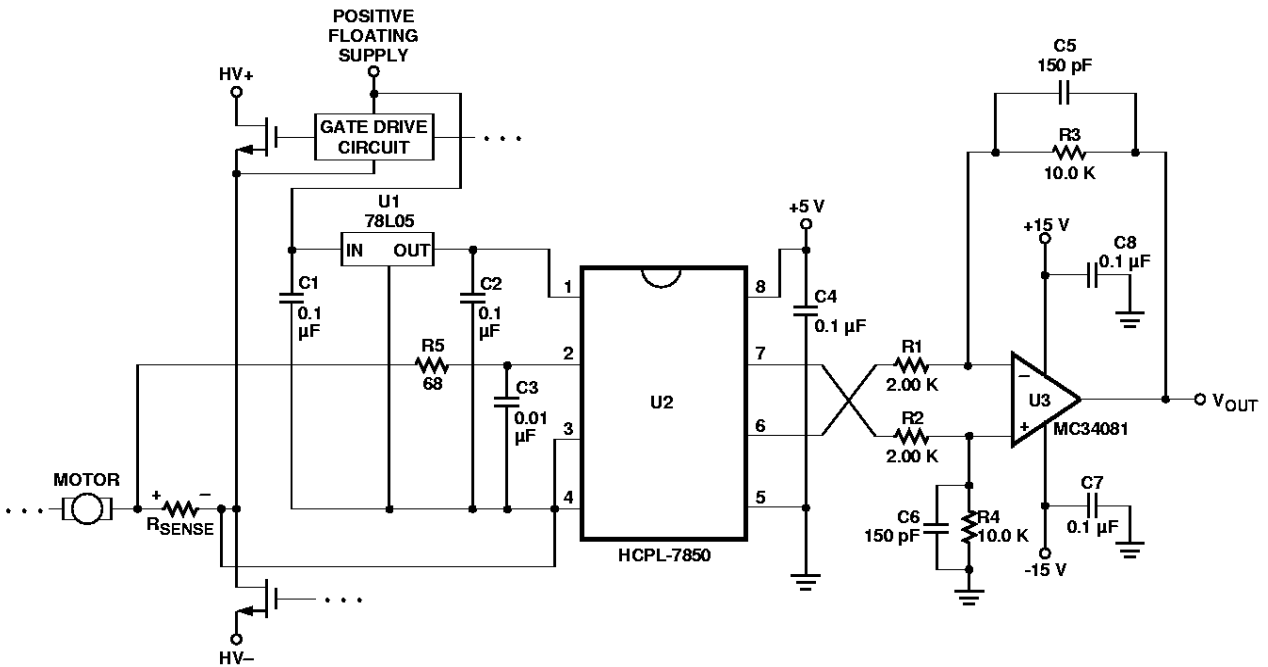 POSITIVE
FLOATING
SUPPLY
HV+
GATE DRIVE
CIRCUIT
. . .
U1
78L05
IN OUT
C1
0.1
µF
C2
0.1
µF
R5
68
C3
0.01
µF
MOTOR
. . .
+ –
RSENSE
. . .
HV–
1
2
3
4
U2
8
7
6
5
HCPL-7850
+5 V
C4
0.1 µF
R1
2.00 K
R2
2.00 K
C5
150 pF
R3
10.0 K
+15 V
C8
0.1 µF
–
U3
+
MC34081
VOUT
C6
150 pF
R4
10.0 K
C7
0.1 µF
-15 V